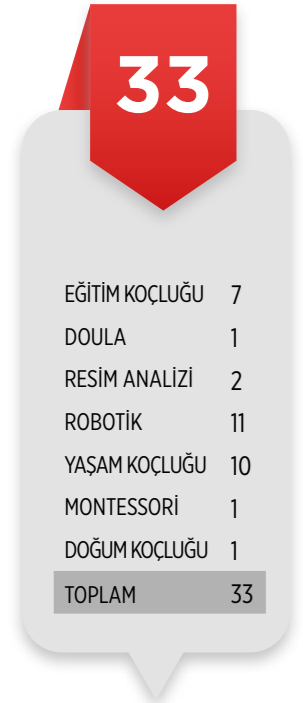 33
EĞİTİM KOÇLUĞU 7
DOULA 1
RESİM ANALİZİ 2
ROBOTİK 11
YAŞAM KOÇLUĞU 10
MONTESSORİ 1
DOĞUM KOÇLUĞU 1
TOPLAM 33